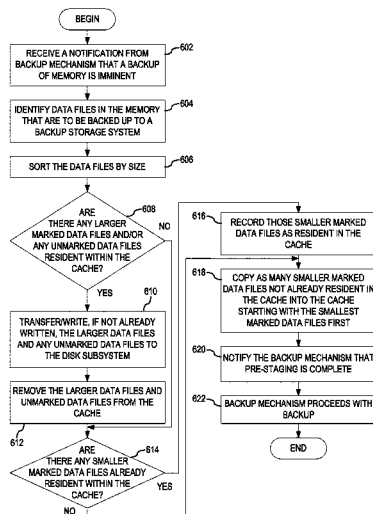 BEGIN
RECEIVE A NOTIFICATION FROM
BACKUP MECHANISM THAT A BACKUP
OF MEMORY IS IMMINENT
602
IDENTIFY DATA FILES IN THE MEMORY
THAT ARE TO BE BACKED UP TO A
BACKUP STORAGE SYSTEM
604
SORT THE DATA FILES BY SIZE
606
608
ARE
THERE ANY LARGER
MARKED DATA FILES AND/OR
ANY UNMARKED DATA FILES
RESIDENT WITHIN THE
CACHE?
NO
YES
610
TRANSFER/WRITE, IF NOT ALREADY
WRITTEN, THE LARGER DATA FILES
AND ANY UNMARKED DATA FILES TO
THE DISK SUBSYSTEM
REMOVE THE LARGER DATA FILES AND
UNMARKED DATA FILES FROM THE
CACHE
612
614
ARE
THERE ANY SMALLER
MARKED DATA FILES ALREADY
RESIDENT WITHIN THE
CACHE?
YES
NO
616
RECORD THOSE SMALLER MARKED
DATA FILES AS RESIDENT IN THE
CACHE
618
COPY AS MANY SMALLER MARKED
DATA FILES NOT ALREADY RESIDENT IN
THE CACHE INTO THE CACHE
STARTING WITH THE SMALLEST
MARKED DATA FILES FIRST
620
NOTIFY THE BACKUP MECHANISM THAT
PRE-STAGING IS COMPLETE
622
BACKUP MECHANISM PROCEEDS WITH
BACKUP
END